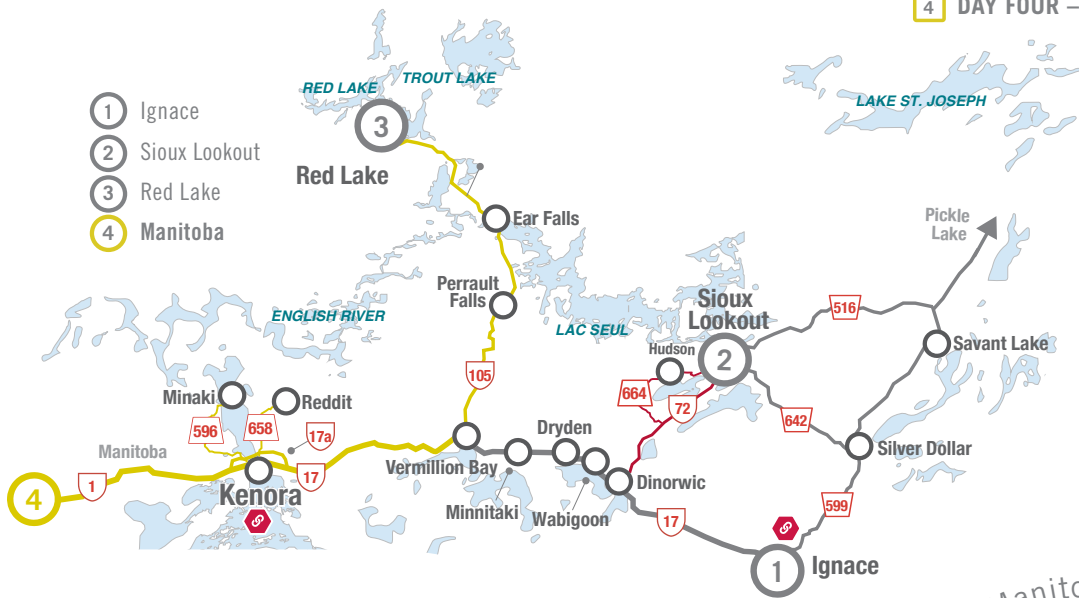 4 DAY FOUR –
1 Ignace
2 Sioux Lookout
3 Red Lake
4 Manitoba
RED LAKE
TROUT LAKE
LAKE ST. JOSEPH
3
Red Lake
Ear Falls
Pickle
Lake
Perrault
Falls
ENGLISH RIVER
LAC SEUL
Sioux
Lookout
516
Hudson
2
Savant Lake
105
664
72
Minaki
Reddit
596
658
17a
642
Manitoba
Dryden
Silver Dollar
Vermillion Bay
4
1
Kenora
17
Minnitaki
Wabigoon
Dinorwic
17
599
1
Ignace
Manito